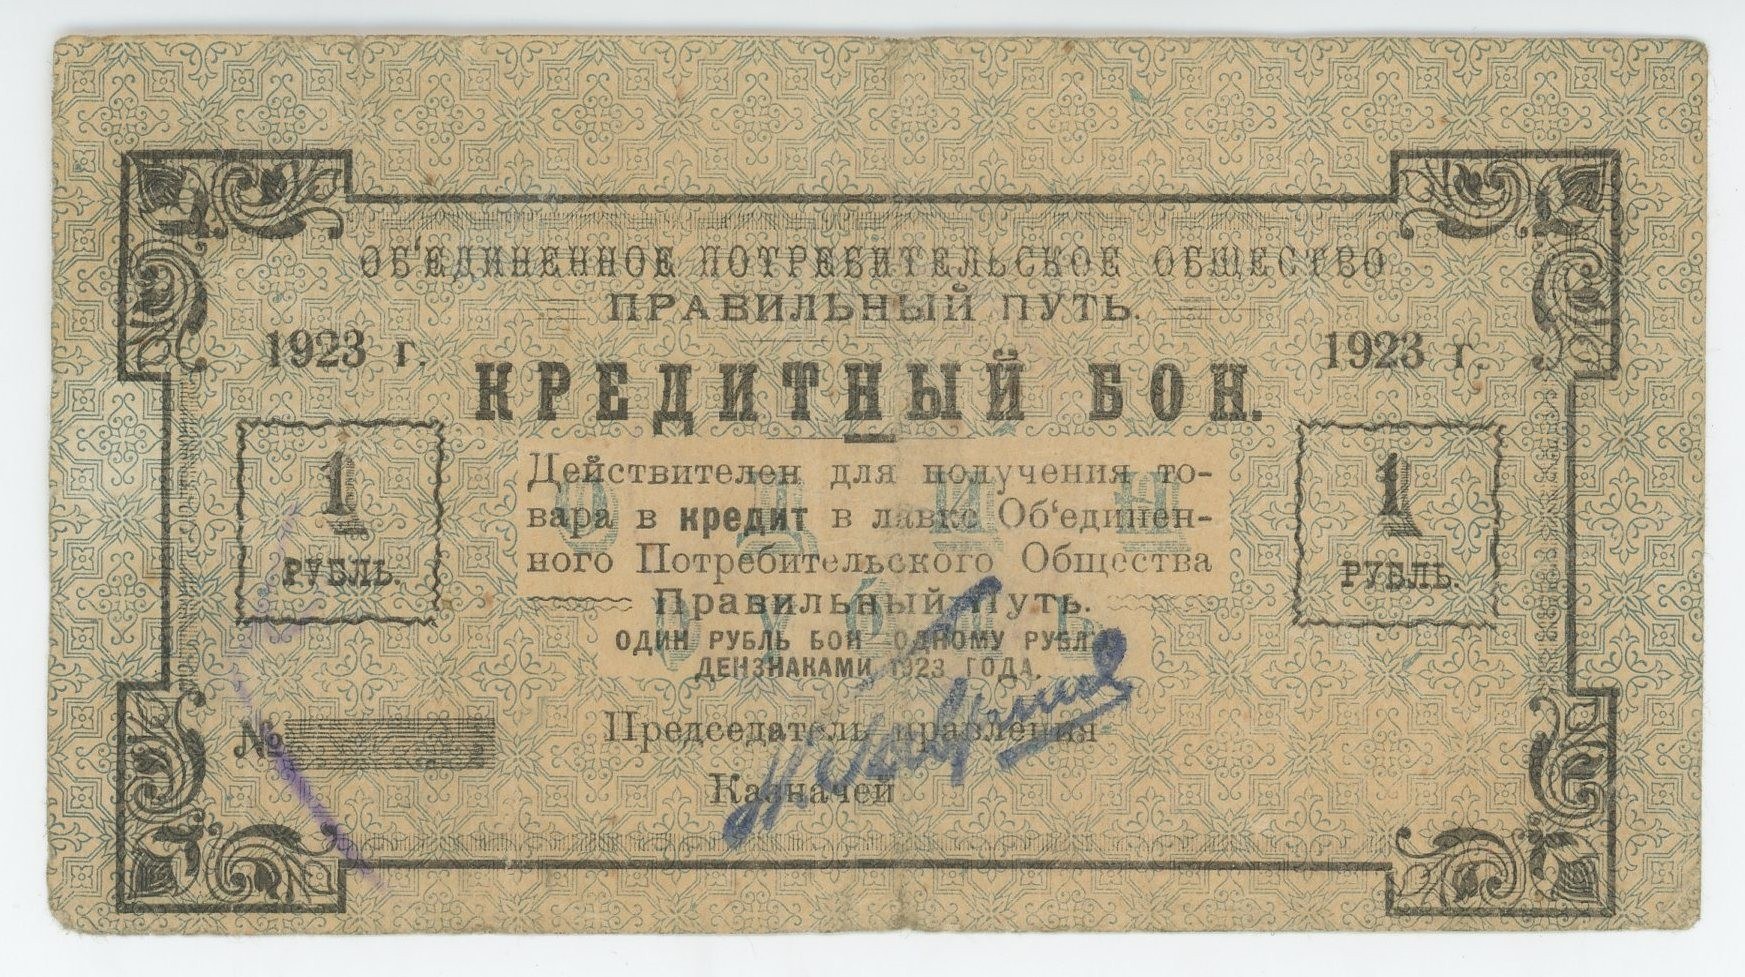 ОБ'ЕДИНЕННОЕ ПОТРЕБИТЕЛЬСКОЕ ОБЩЕСТВО
ПРАВИЛЬНЫЙ ПУТЬ.
1923 г.
1923 г.
КРЕДИТНЫЙ БОН.
1
РУБЛЬ.
1
РУБЛЬ.
Действителен для получения то-
вара в кредит в лавке Об'единен-
ного Потребительского Общества
Правильный Путь.
ОДИН
рубль
ОДИН РУБЛЬ БОН ОДНОМУ РУБЛ
ДЕНЗНАКАМИ 1923 ГОДА.
№
Председатель правления
Казначей